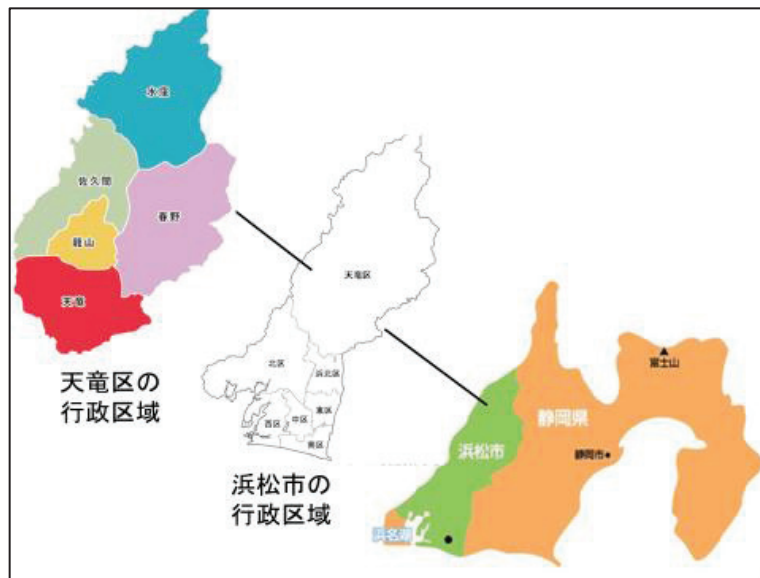 水窪
佐久間
春野
龍山
天竜
天竜区の
行政区域
天竜区
北区
浜北区
東区
中区
西区
南区
浜松市の
行政区域
富士山
静岡県
静岡市
浜松市
浜名湖